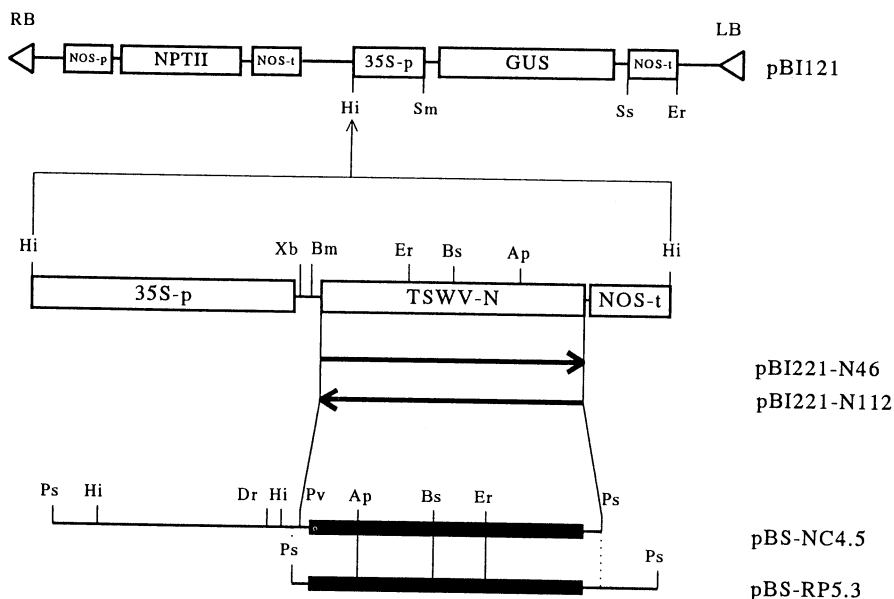 RB
LB
NOS-p NPTII NOS-t 35S-p GUS NOS-t pBI121
Hi Sm Ss Er
Hi Xb Bm Er Bs Ap Hi
35S-p TSWV-N NOS-t
pBI221-N46
pBI221-N112
Ps Hi Dr Hi Pv Ap Bs Er Ps
pBS-NC4.5
Ps Ps
pBS-RP5.3